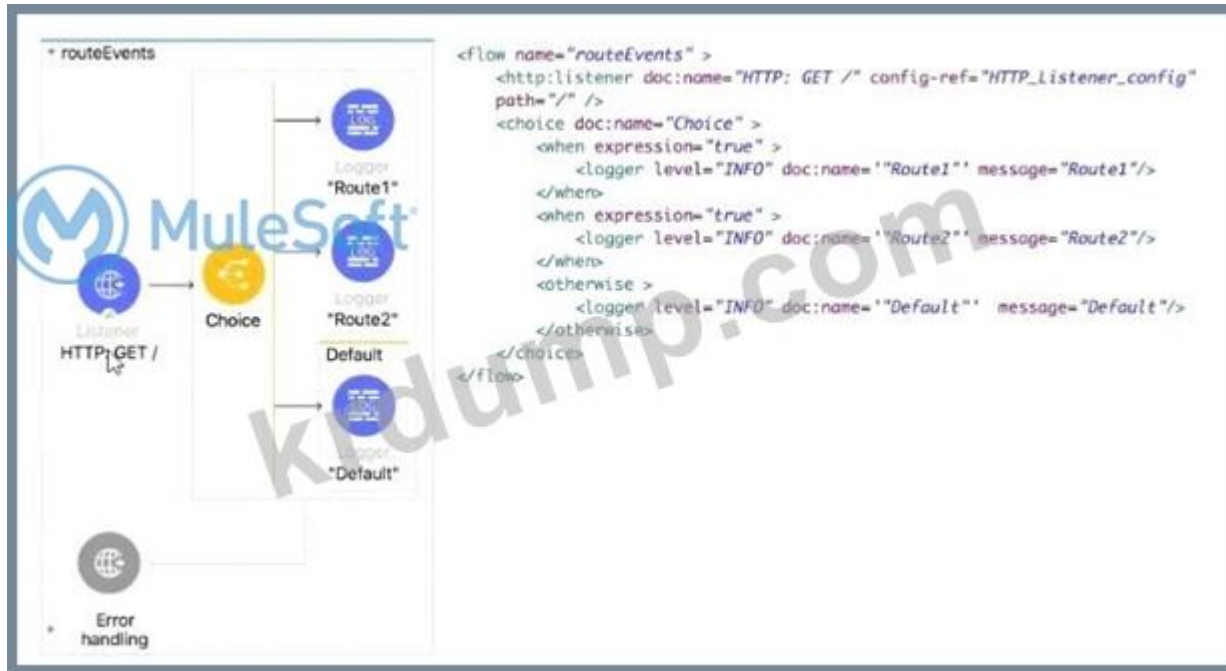 routeEvents
Logger
"Route1"
MuleSoft
Logger
"Route2"
Listener
HTTP: GET /
Choice
Default
Logger
"Default"
Error
handling
<flow name="routeEvents" >
<http:listener doc:name="HTTP: GET /" config-ref="HTTP_Listener_config"
path="/" />
<choice doc:name="Choice" >
<when expression="true" >
<logger level="INFO" doc:name='"Route1"' message="Route1"/>
</when>
<when expression="true" >
<logger level="INFO" doc:name='"Route2"' message="Route2"/>
</when>
<otherwise >
<logger level="INFO" doc:name='"Default"' message="Default"/>
</otherwise>
</choice>
</flow>
krdump.com